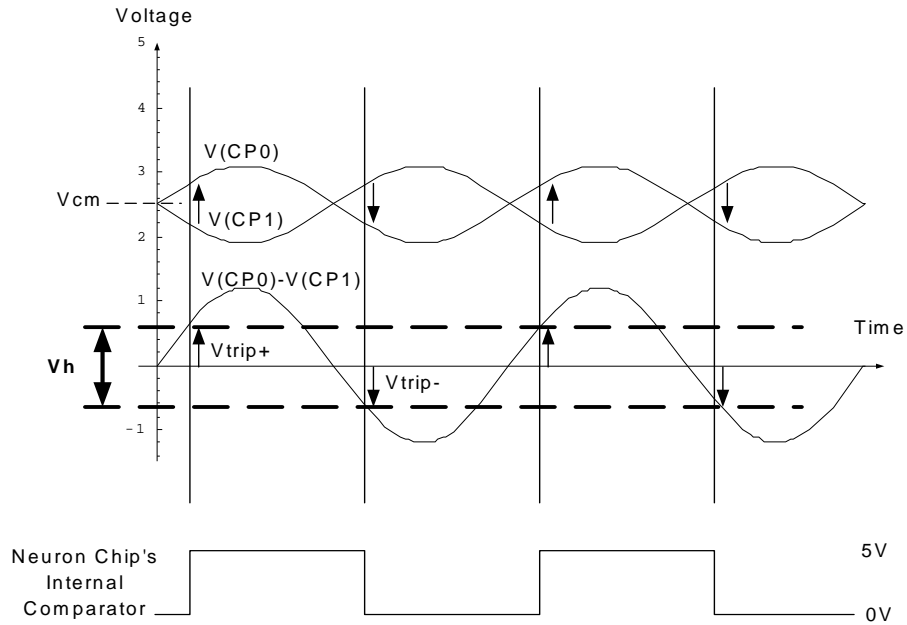 Voltage
5
4
V(CP0)
3
Vcm
V(CP1)
2
V(CP0)-V(CP1)
1
Time
Vtrip+
Vh
Vtrip-
-1
Neuron Chip's
Internal
Comparator
5V
0V